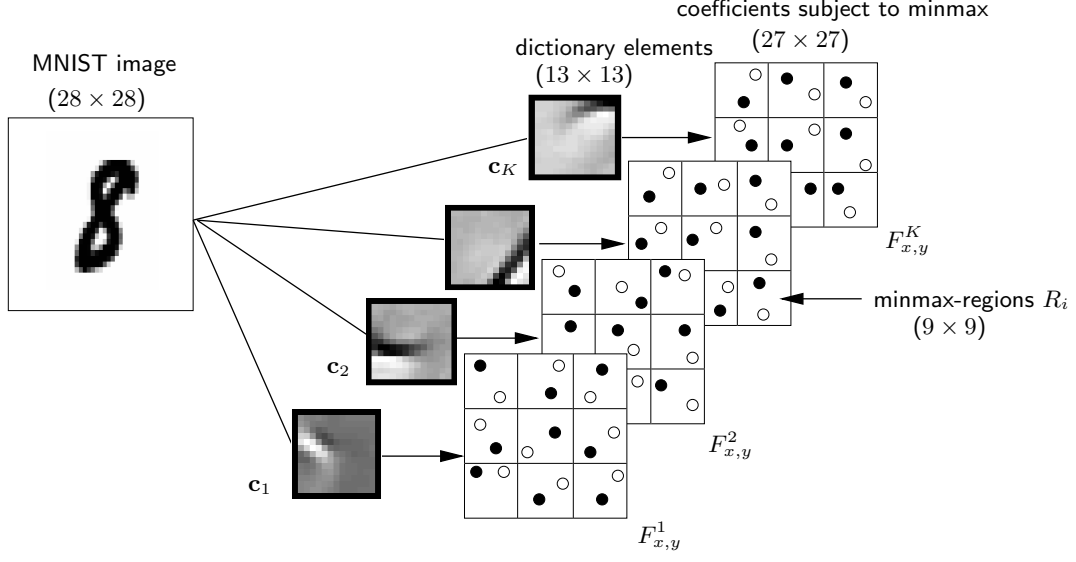 coefficients subject to minmax
(27 × 27)
dictionary elements
(13 × 13)
MNIST image
(28 × 28)
c_K
F^K_{x,y}
minmax-regions R_i
(9 × 9)
c_2
F^2_{x,y}
c_1
F^1_{x,y}